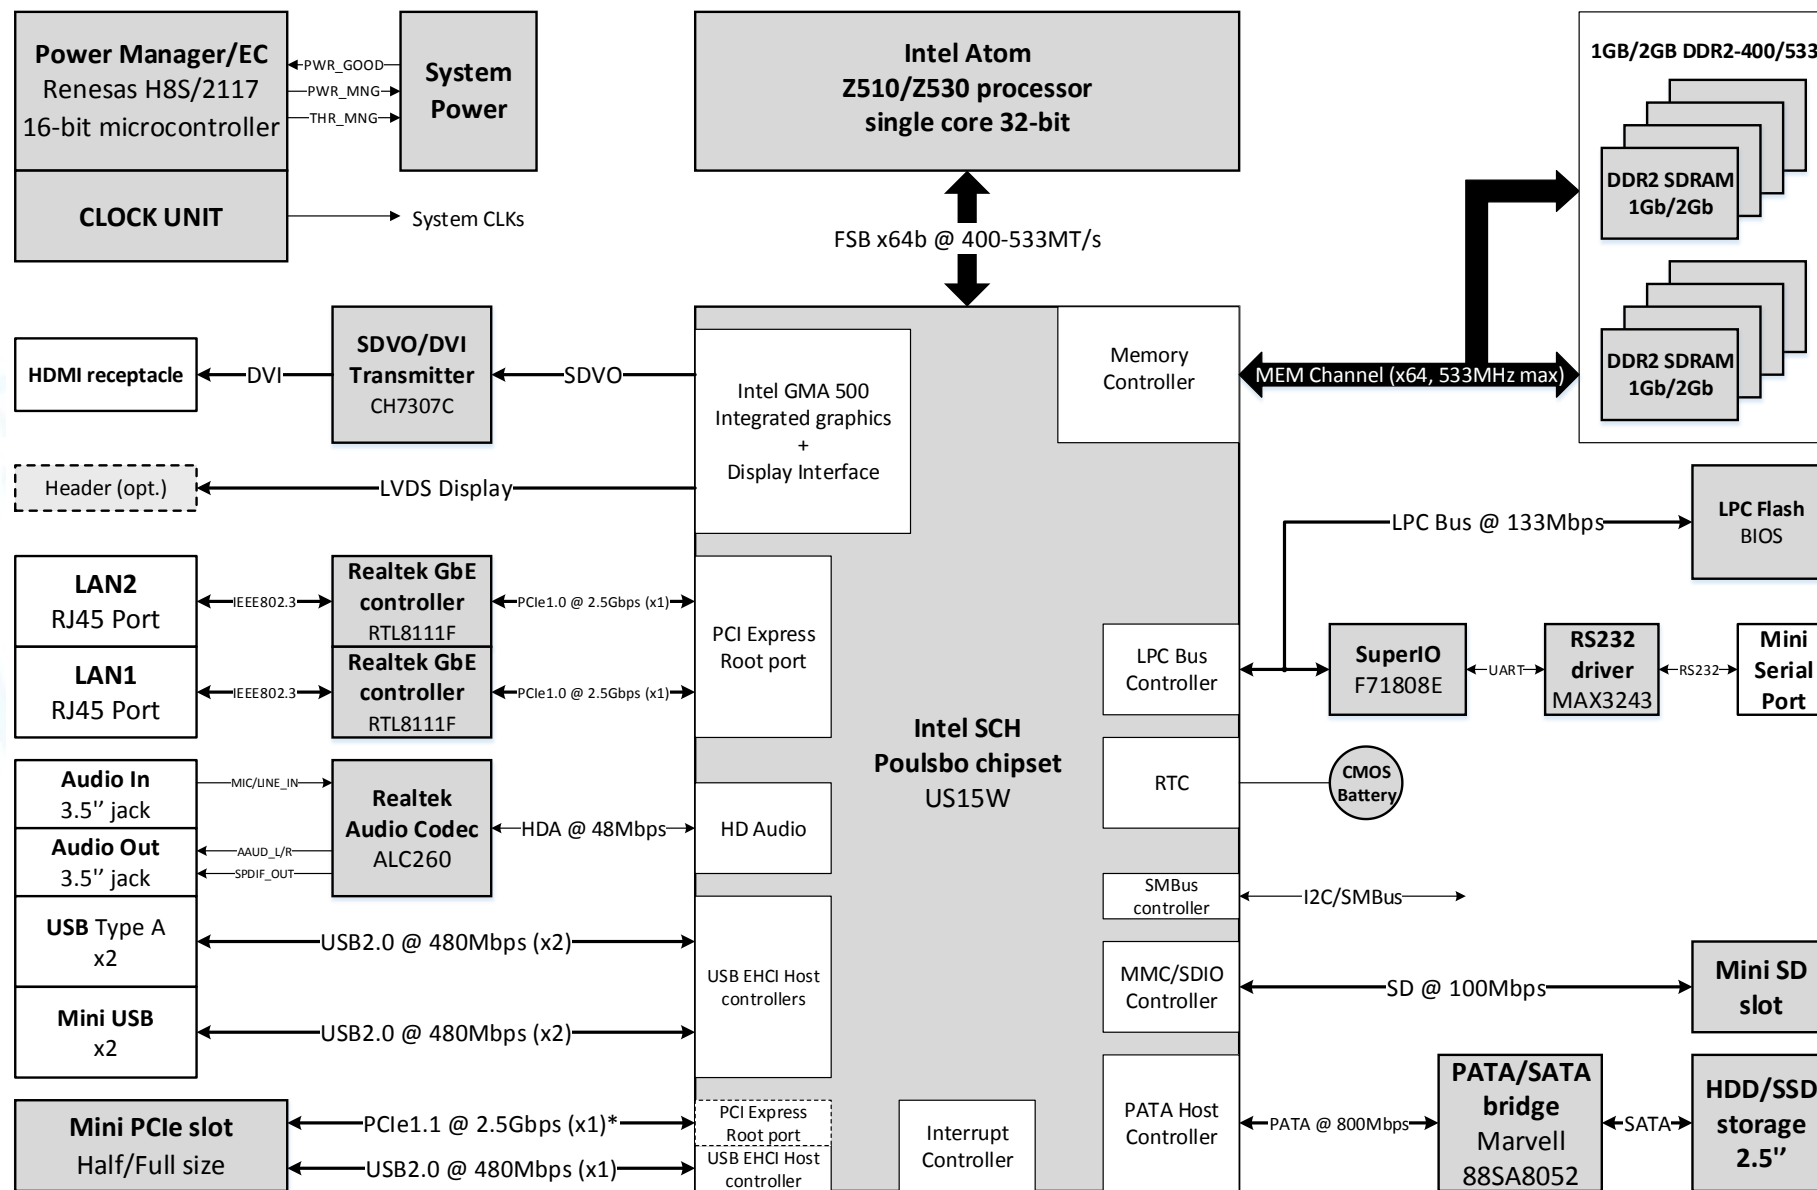 Power Manager/EC
Renesas H8S/2117
16-bit microcontroller
PWR_GOOD
PWR_MNG
THR_MNG
System
Power
CLOCK UNIT
System CLKs
Intel Atom
Z510/Z530 processor
single core 32-bit
FSB x64b @ 400-533MT/s
1GB/2GB DDR2-400/533
DDR2 SDRAM
1Gb/2Gb
DDR2 SDRAM
1Gb/2Gb
MEM Channel (x64, 533MHz max)
Memory
Controller
HDMI receptacle
DVI
SDVO/DVI
Transmitter
CH7307C
SDVO
Intel GMA 500
Integrated graphics
+
Display Interface
Header (opt.)
LVDS Display
LPC Bus @ 133Mbps
LPC Flash
BIOS
LAN2
RJ45 Port
IEEE802.3
Realtek GbE
controller
RTL8111F
PCIe1.0 @ 2.5Gbps (x1)
LAN1
RJ45 Port
IEEE802.3
Realtek GbE
controller
RTL8111F
PCIe1.0 @ 2.5Gbps (x1)
PCI Express
Root port
LPC Bus
Controller
SuperIO
F71808E
UART
RS232
driver
MAX3243
RS232
Mini
Serial
Port
Intel SCH
Poulsbo chipset
US15W
RTC
CMOS
Battery
Audio In
3.5'' jack
MIC/LINE_IN
Audio Out
3.5'' jack
AAUD_L/R
SPDIF_OUT
Realtek
Audio Codec
ALC260
HDA @ 48Mbps
HD Audio
SMBus
controller
I2C/SMBus
USB Type A
x2
USB2.0 @ 480Mbps (x2)
Mini USB
x2
USB2.0 @ 480Mbps (x2)
USB EHCI Host
controllers
MMC/SDIO
Controller
SD @ 100Mbps
Mini SD
slot
Mini PCIe slot
Half/Full size
PCIe1.1 @ 2.5Gbps (x1)*
USB2.0 @ 480Mbps (x1)
PCI Express
Root port
USB EHCI Host
controller
Interrupt
Controller
PATA Host
Controller
PATA @ 800Mbps
PATA/SATA
bridge
Marvell
88SA8052
SATA
HDD/SSD
storage
2.5''